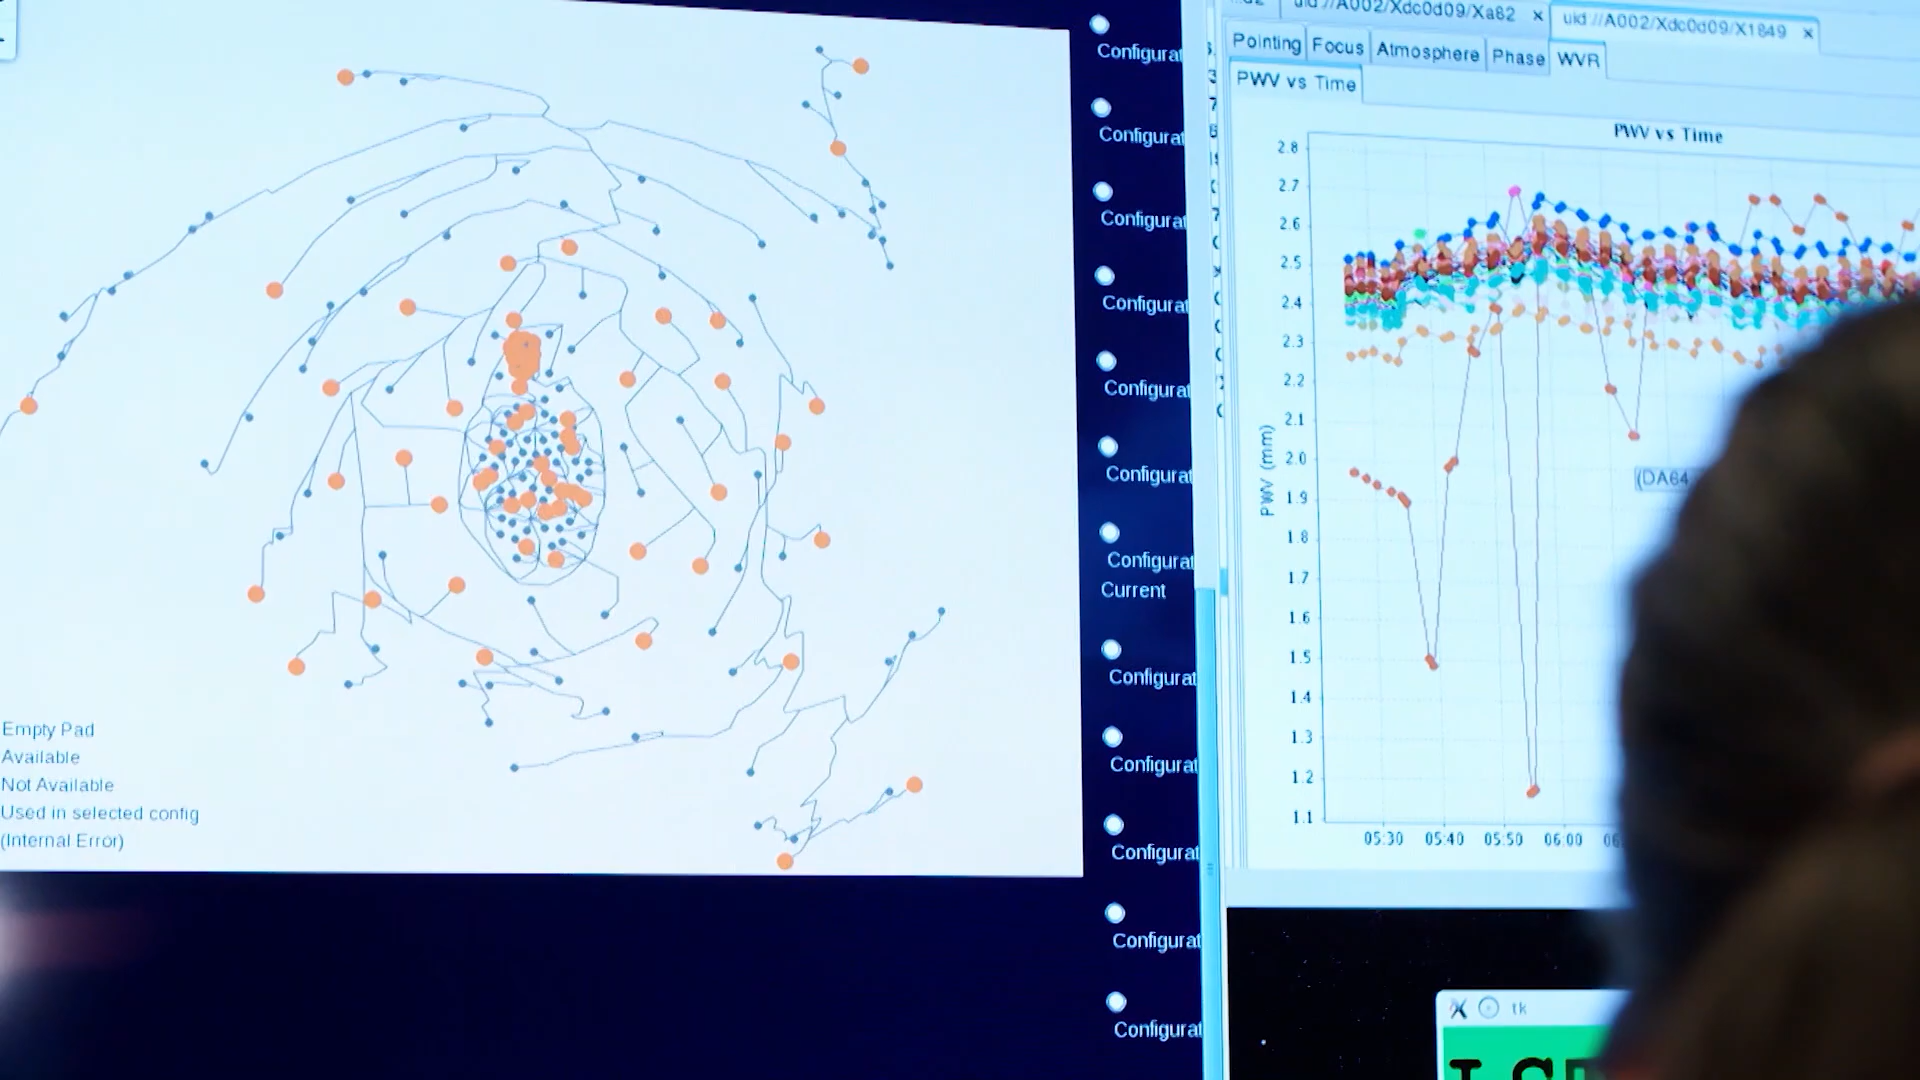 Empty Pad
Available
Not Available
Used in selected config
(Internal Error)
Configurat
Configurat
Configurat
Configurat
Configurat
Configurat
Configurat
Current
Configurat
Configurat
Configurat
Configurat
Configurat
uid://A002/Xdc0d09/Xa62 ×
uid://A002/Xdc0d09/X1849 ×
Pointing Focus Atmosphere Phase WVR
PWV vs Time
PWV vs Time
2.8
2.7
2.6
2.5
2.4
2.3
2.2
2.1
2.0
1.9
1.8
1.7
1.6
1.5
1.4
1.3
1.2
1.1
PWV (mm)
(DA64
05:30 05:40 05:50 06:00 06
tk